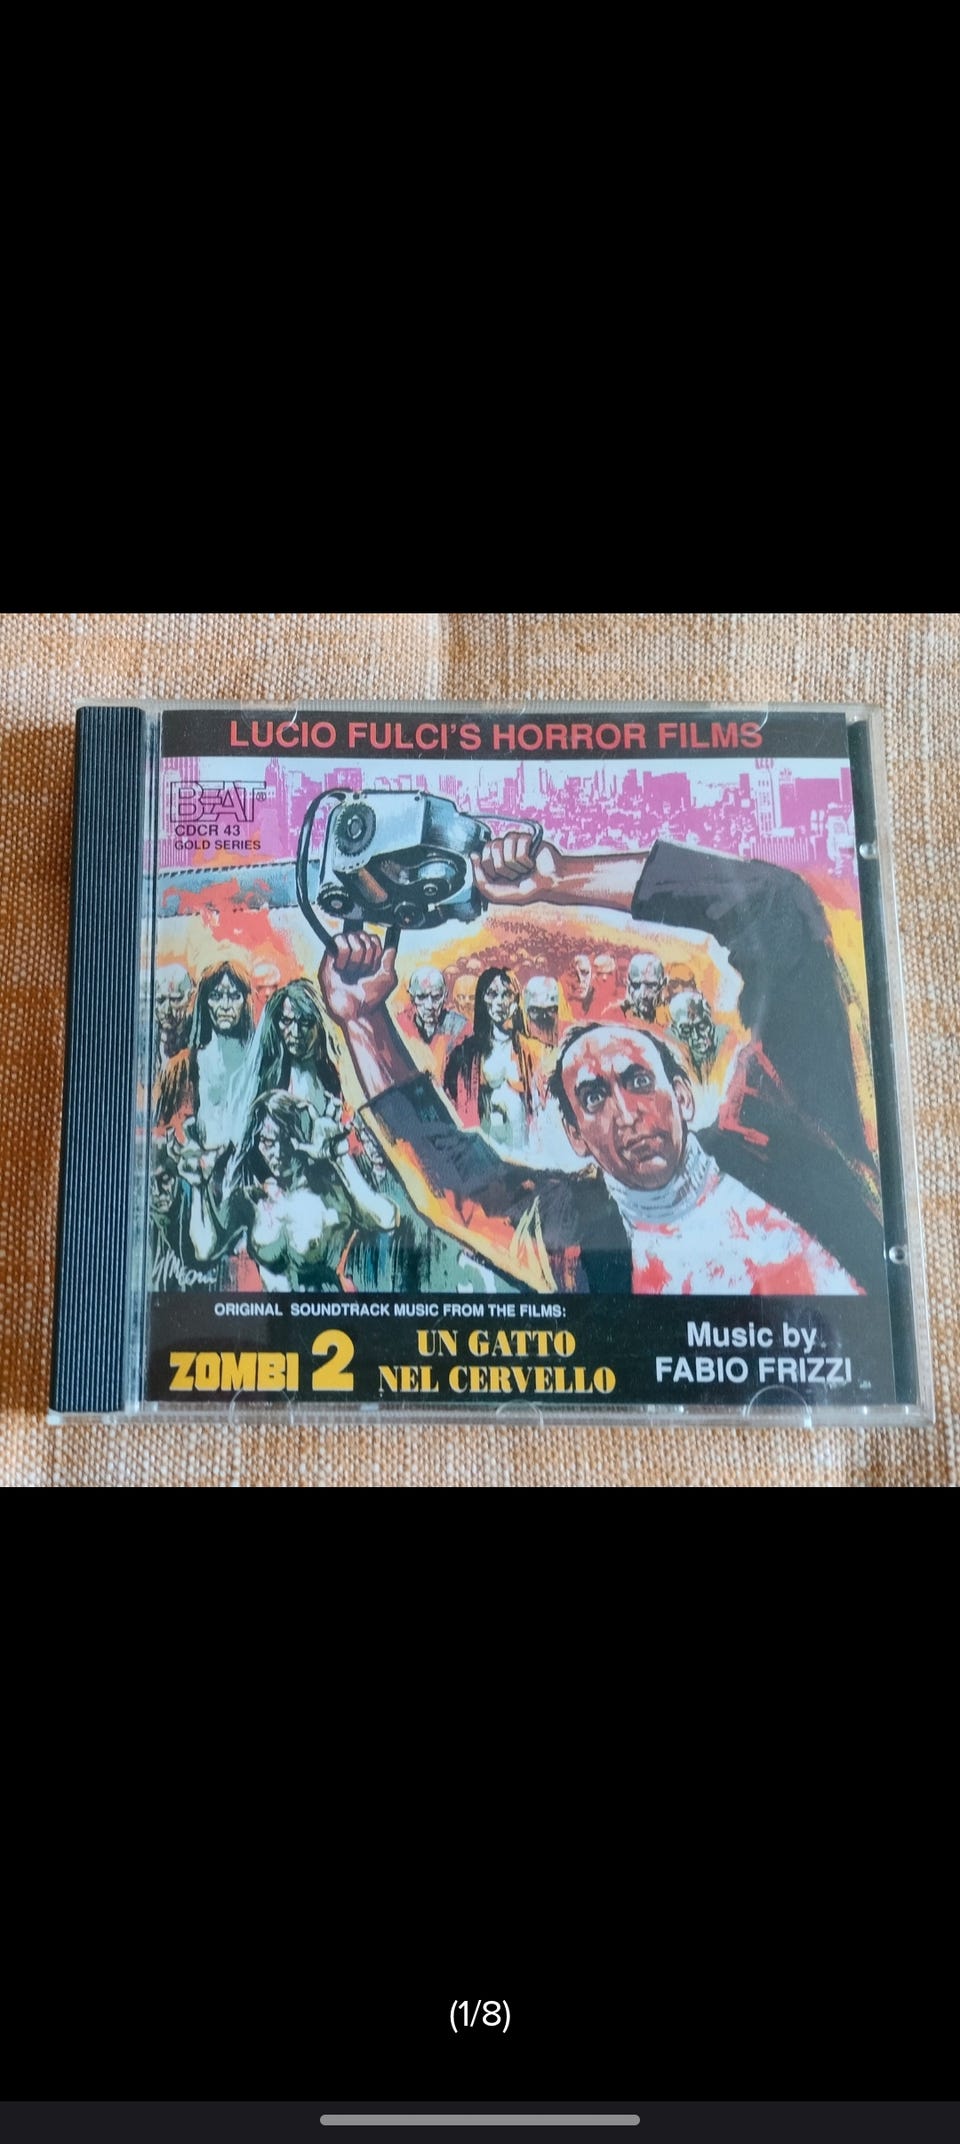 LUCIO FULCI'S HORROR FILMS
BEAT®
CDCR 43
GOLD SERIES
ORIGINAL SOUNDTRACK MUSIC FROM THE FILMS:
ZOMBI 2
UN GATTO
NEL CERVELLO
Music by
FABIO FRIZZI
(1/8)